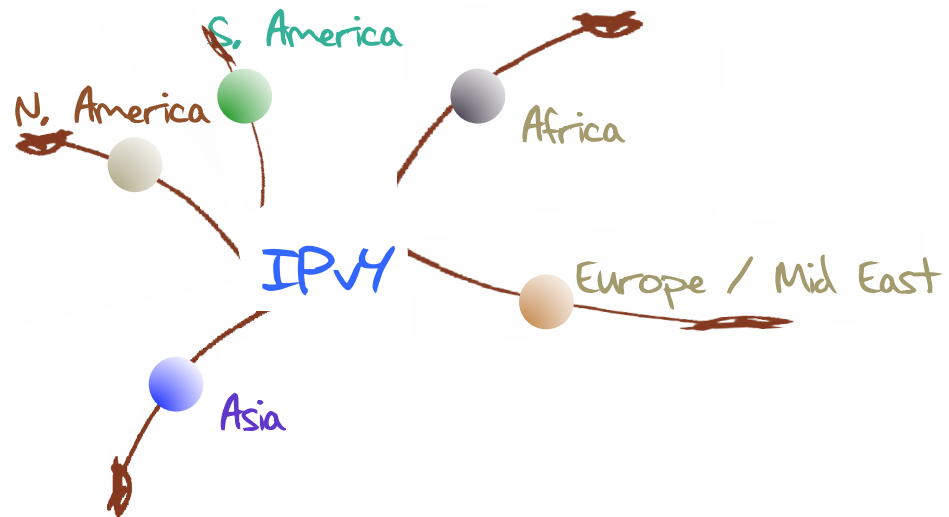 S. America
N. America
Africa
IPv4
Europe / Mid East
Asia